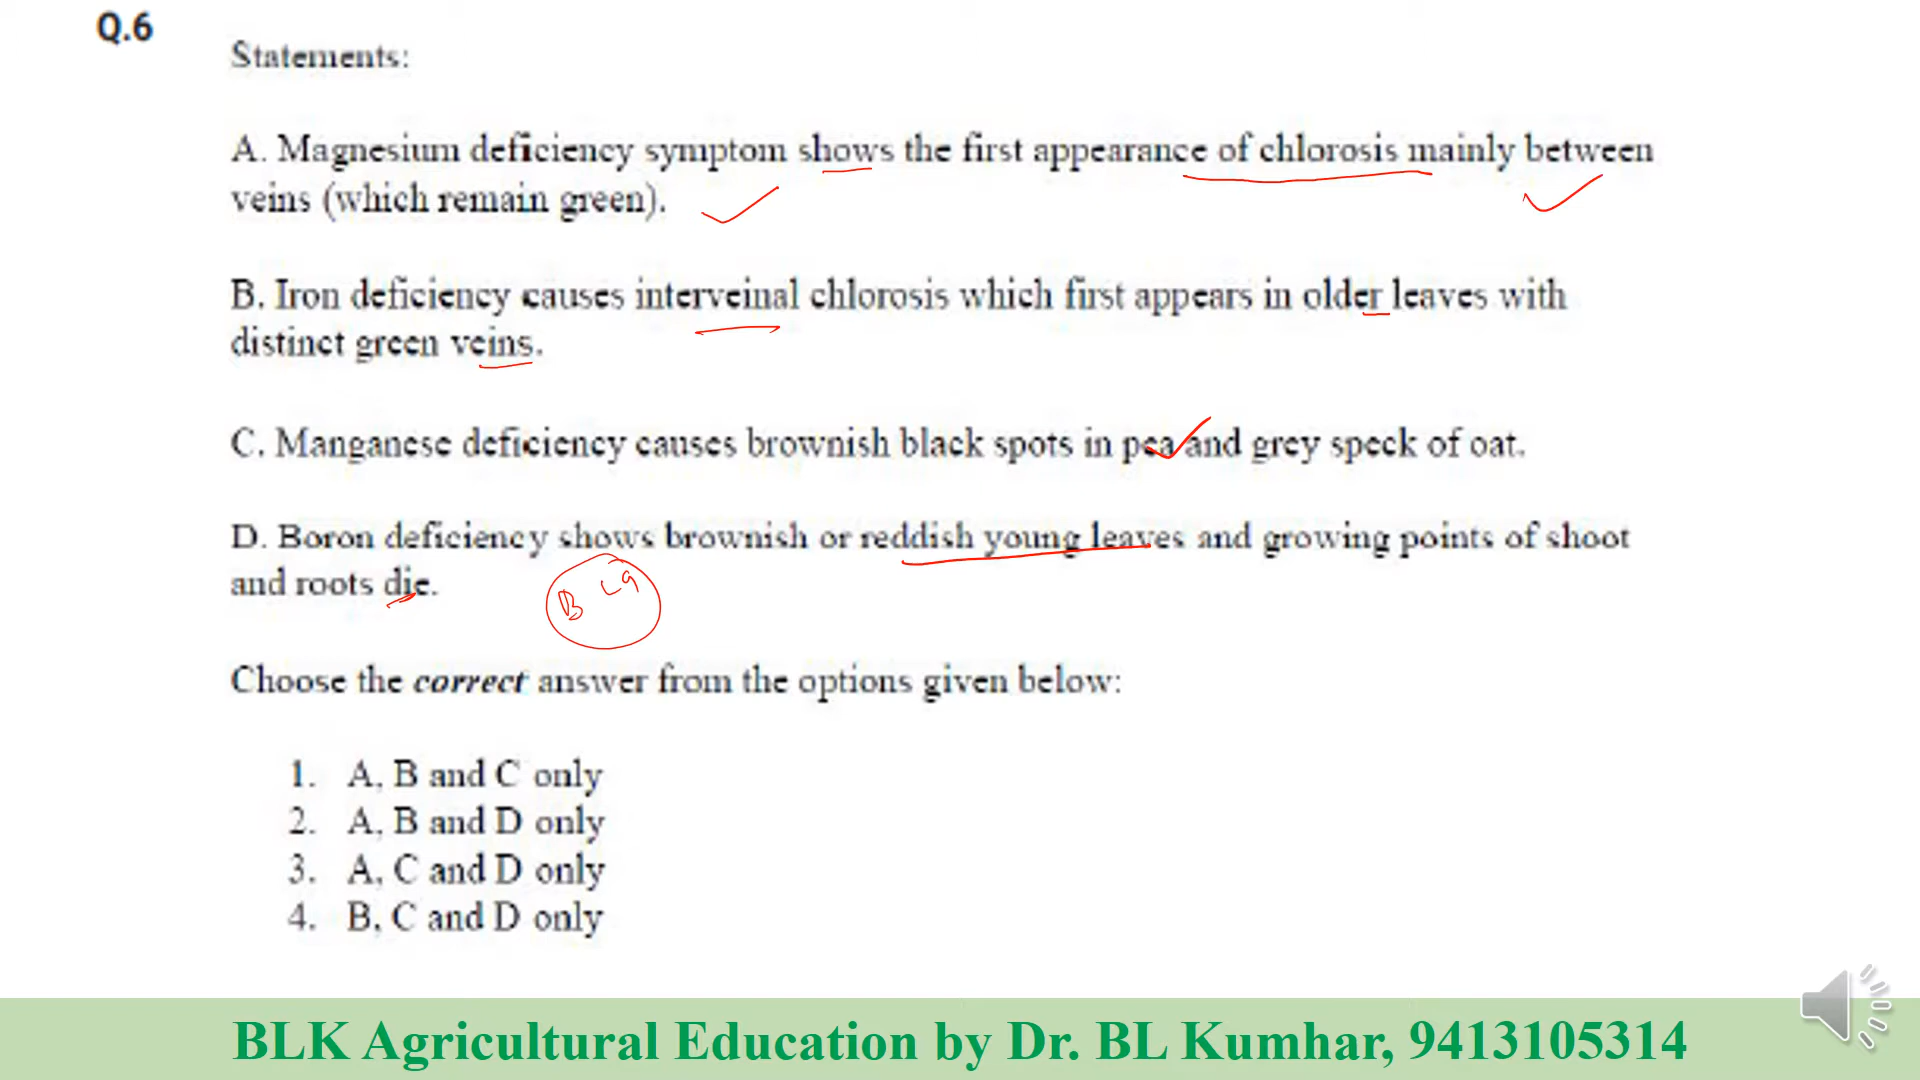 Q.6
Statements:
A. Magnesium deficiency symptom shows the first appearance of chlorosis mainly between
veins (which remain green).
B. Iron deficiency causes interveinal chlorosis which first appears in older leaves with
distinct green veins.
C. Manganese deficiency causes brownish black spots in pea and grey speck of oat.
D. Boron deficiency shows brownish or reddish young leaves and growing points of shoot
and roots die.
B
Choose the correct answer from the options given below:
1. A, B and C only
2. A, B and D only
3. A, C and D only
4. B, C and D only
BLK Agricultural Education by Dr. BL Kumhar, 9413105314